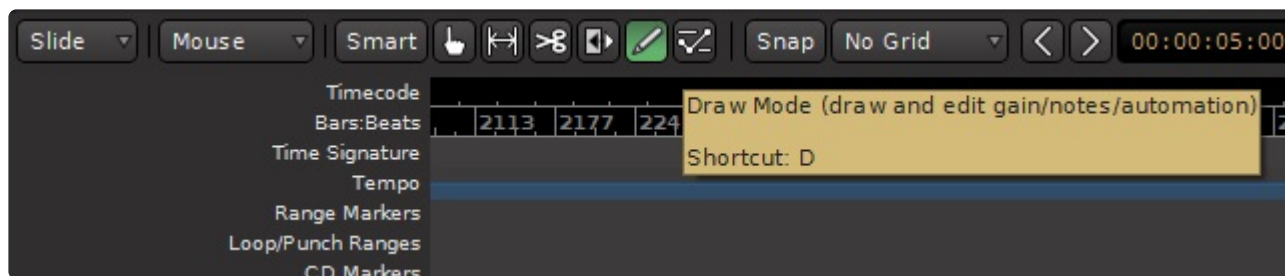 Slide Mouse Smart Snap No Grid 00:00:05:00
Timecode
Draw Mode (draw and edit gain/notes/automation)
Bars:Beats 2113 2177 224
Time Signature
Shortcut: D
Tempo
Range Markers
Loop/Punch Ranges
CD Markers